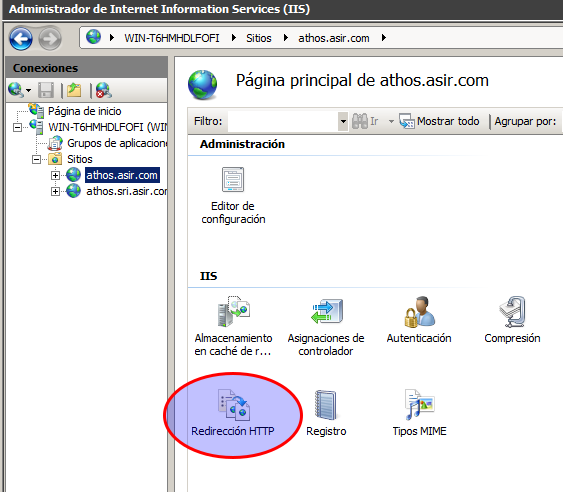 Administrador de Internet Information Services (IIS)
WIN-T6HMHDLFOFI
Sitios
athos.asir.com
Conexiones
Página de inicio
WIN-T6HMHDLFOFI (WIN
Grupos de aplicacione
Sitios
athos.asir.com
athos.sri.asir.com
Página principal de athos.asir.com
Filtro:
Ir
Mostrar todo
Agrupar por:
Administración
Editor de
configuración
IIS
Almacenamiento
en caché de r...
Asignaciones de
controlador
Autenticación
Compresión
Redirección HTTP
Registro
Tipos MIME